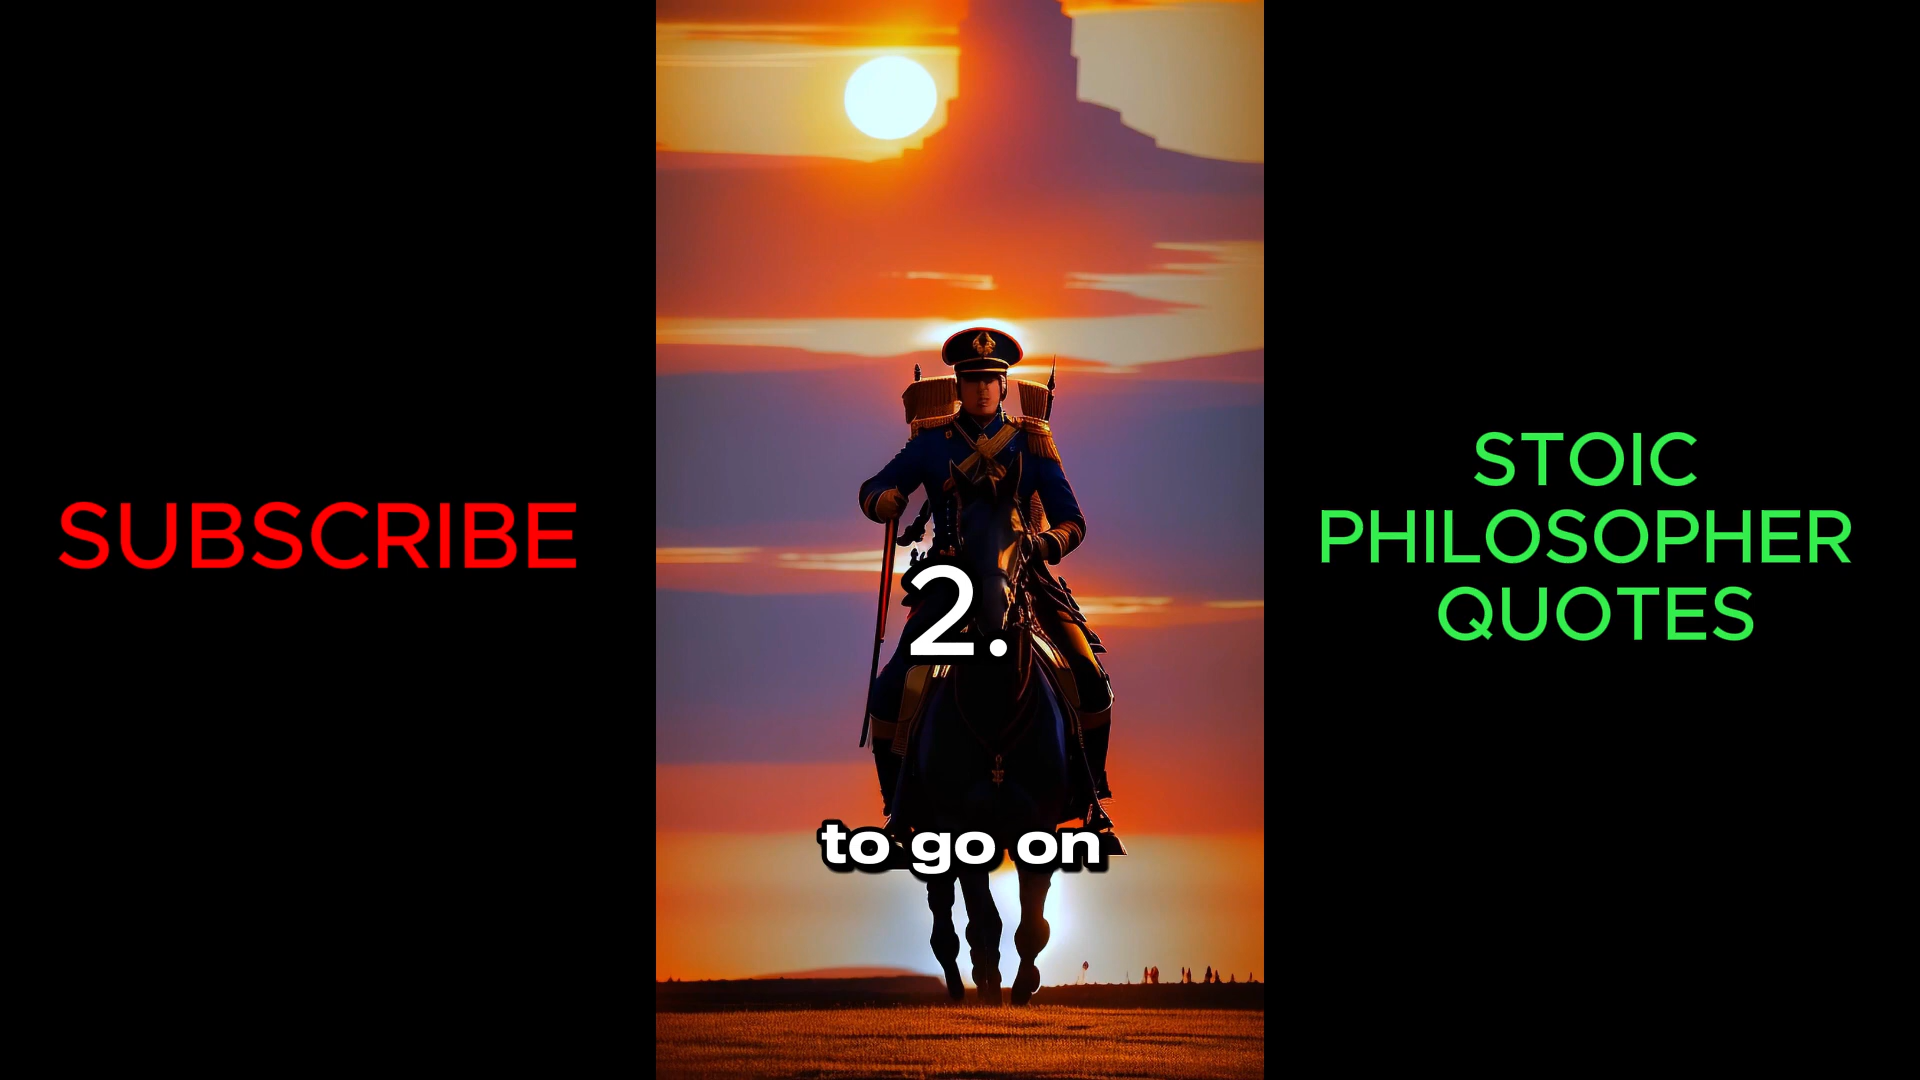 SUBSCRIBE
2.
to go on
STOIC
PHILOSOPHER
QUOTES